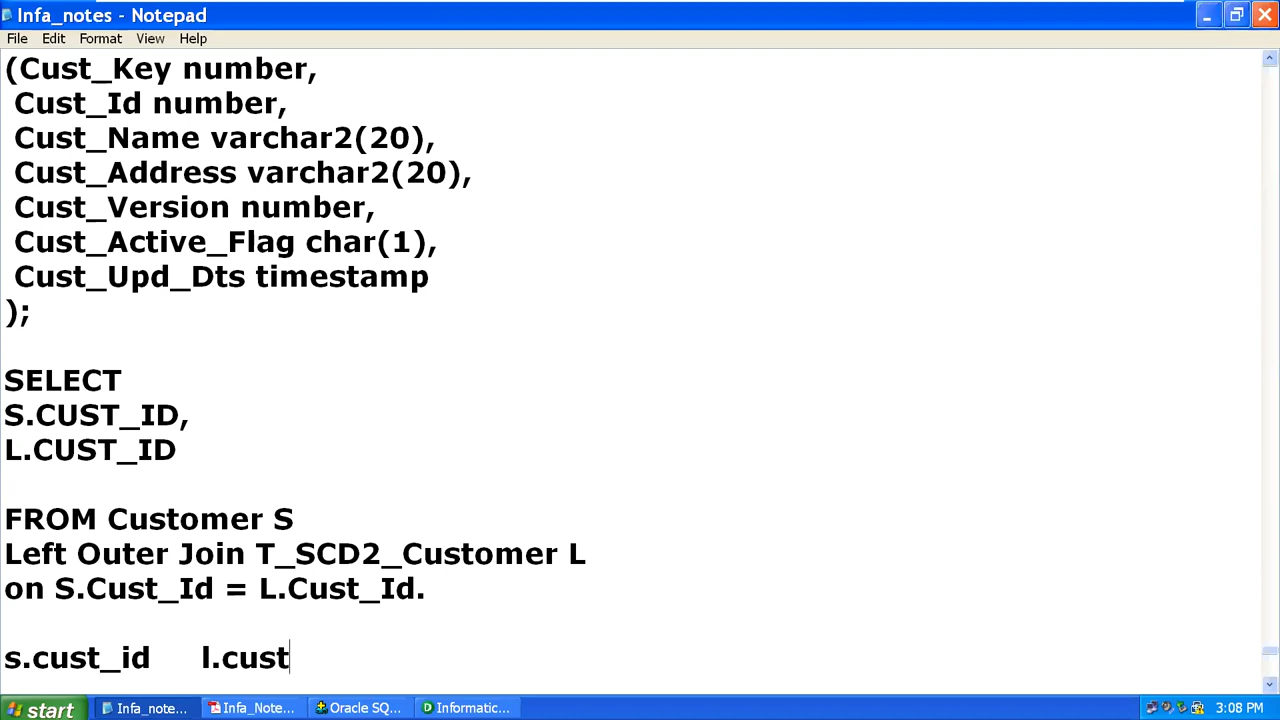 Infa_notes - Notepad
File Edit Format View Help
(Cust_Key number,
Cust_Id number,
Cust_Name varchar2(20),
Cust_Address varchar2(20),
Cust_Version number,
Cust_Active_Flag char(1),
Cust_Upd_Dts timestamp
);
SELECT
S.CUST_ID,
L.CUST_ID
FROM Customer S
Left Outer Join T_SCD2_Customer L
on S.Cust_Id = L.Cust_Id.
s.cust_id l.cust
start Infa_note... Infa_Note... Oracle SQ... Informatic... 3:08 PM